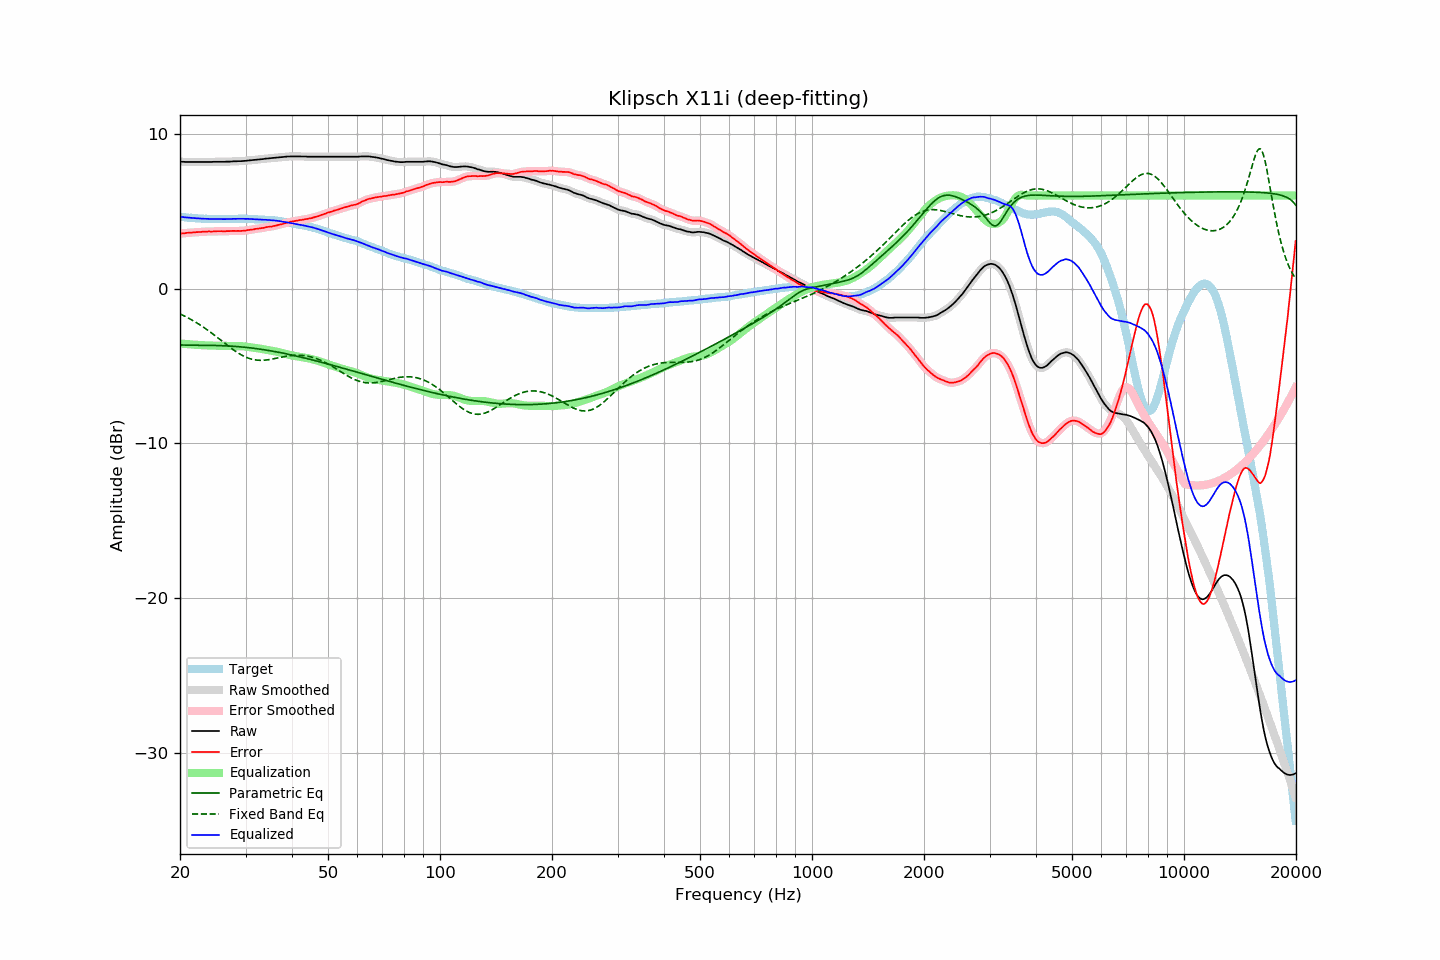 Klipsch X11i (deep-fitting)
10
0
−10
−20
−30
Amplitude (dBr)
Target
Raw Smoothed
Error Smoothed
Raw
Error
Equalization
Parametric Eq
Fixed Band Eq
Equalized
20 50 100 200 500 1000 2000 5000 10000 20000
Frequency (Hz)